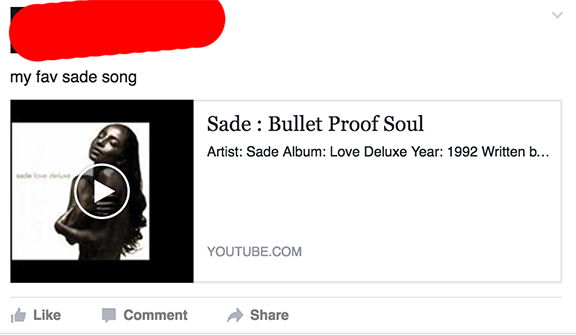 my fav sade song
sade love deluxe
Sade : Bullet Proof Soul
Artist: Sade Album: Love Deluxe Year: 1992 Written b...
YOUTUBE.COM
Like Comment Share